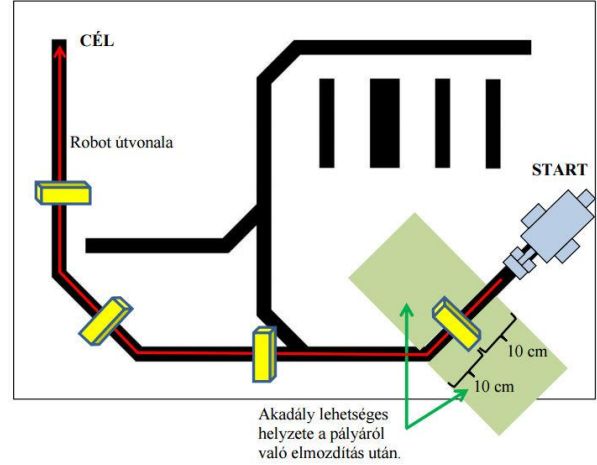 CÉL
Robot útvonala
START
10 cm
10 cm
Akadály lehetséges
helyzete a pályáról
való elmozdítás után.